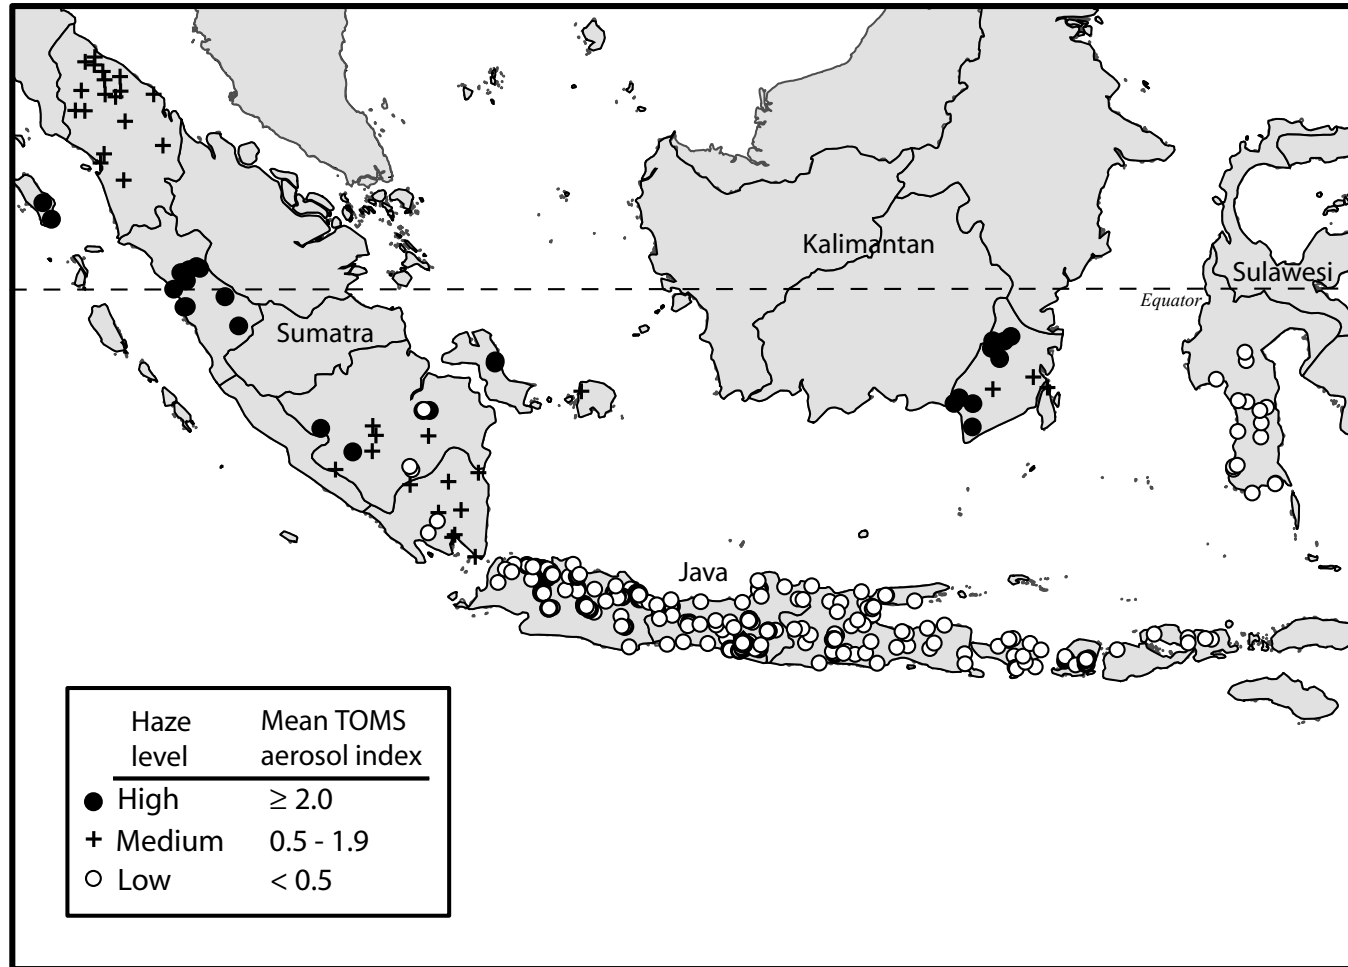 Kalimantan
Sulawesi
Equator
Sumatra
Java
Haze level
Mean TOMS aerosol index
High
≥ 2.0
Medium
0.5 - 1.9
Low
< 0.5